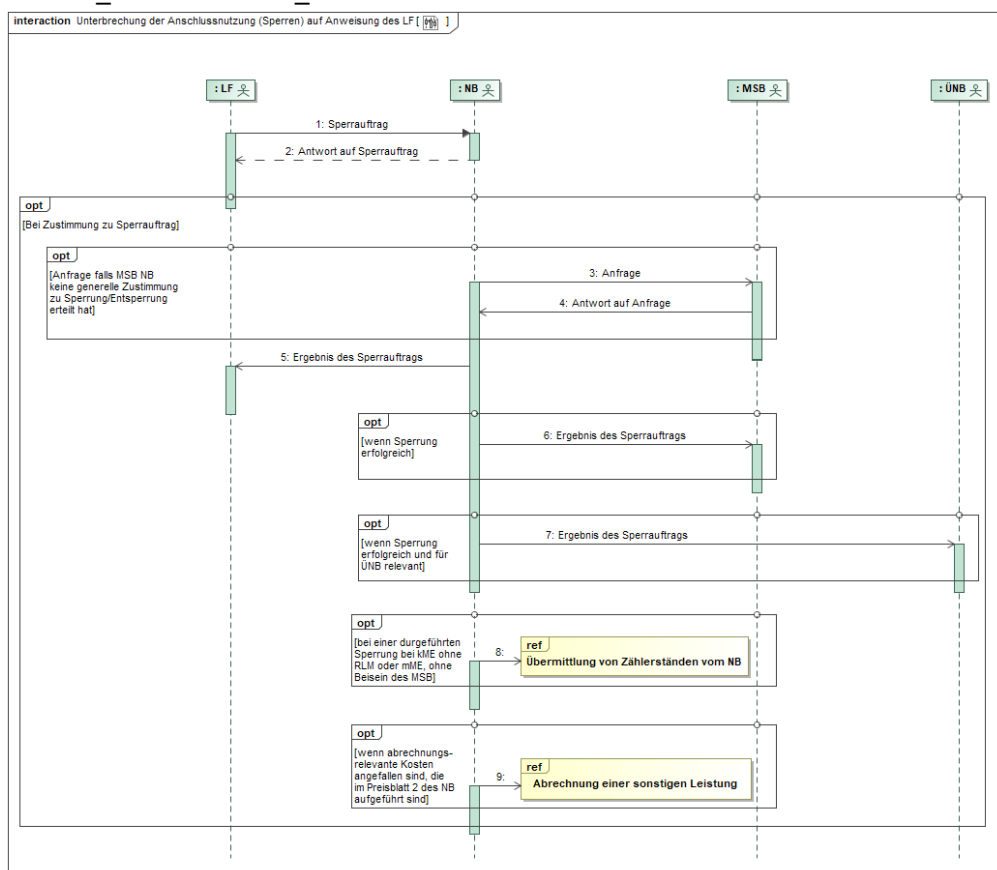 interaction Unterbrechung der Anschlussnutzung (Sperren) auf Anweisung des LF [ ]
: LF
: NB
: MSB
: ÜNB
1: Sperrauftrag
2: Antwort auf Sperrauftrag
opt
[Bei Zustimmung zu Sperrauftrag]
opt
[Anfrage falls MSB NB
keine generelle Zustimmung
zu Sperrung/Entsperrung
erteilt hat]
3: Anfrage
4: Antwort auf Anfrage
5: Ergebnis des Sperrauftrags
opt
[wenn Sperrung
erfolgreich]
6: Ergebnis des Sperrauftrags
opt
[wenn Sperrung
erfolgreich und für
ÜNB relevant]
7: Ergebnis des Sperrauftrags
opt
[bei einer durgeführten
Sperrung bei kME ohne
RLM oder mME, ohne
Beisein des MSB]
8:
ref
Übermittlung von Zählerständen vom NB
opt
[wenn abrechnungs-
relevante Kosten
angefallen sind, die
im Preisblatt 2 des NB
aufgeführt sind]
9:
ref
Abrechnung einer sonstigen Leistung